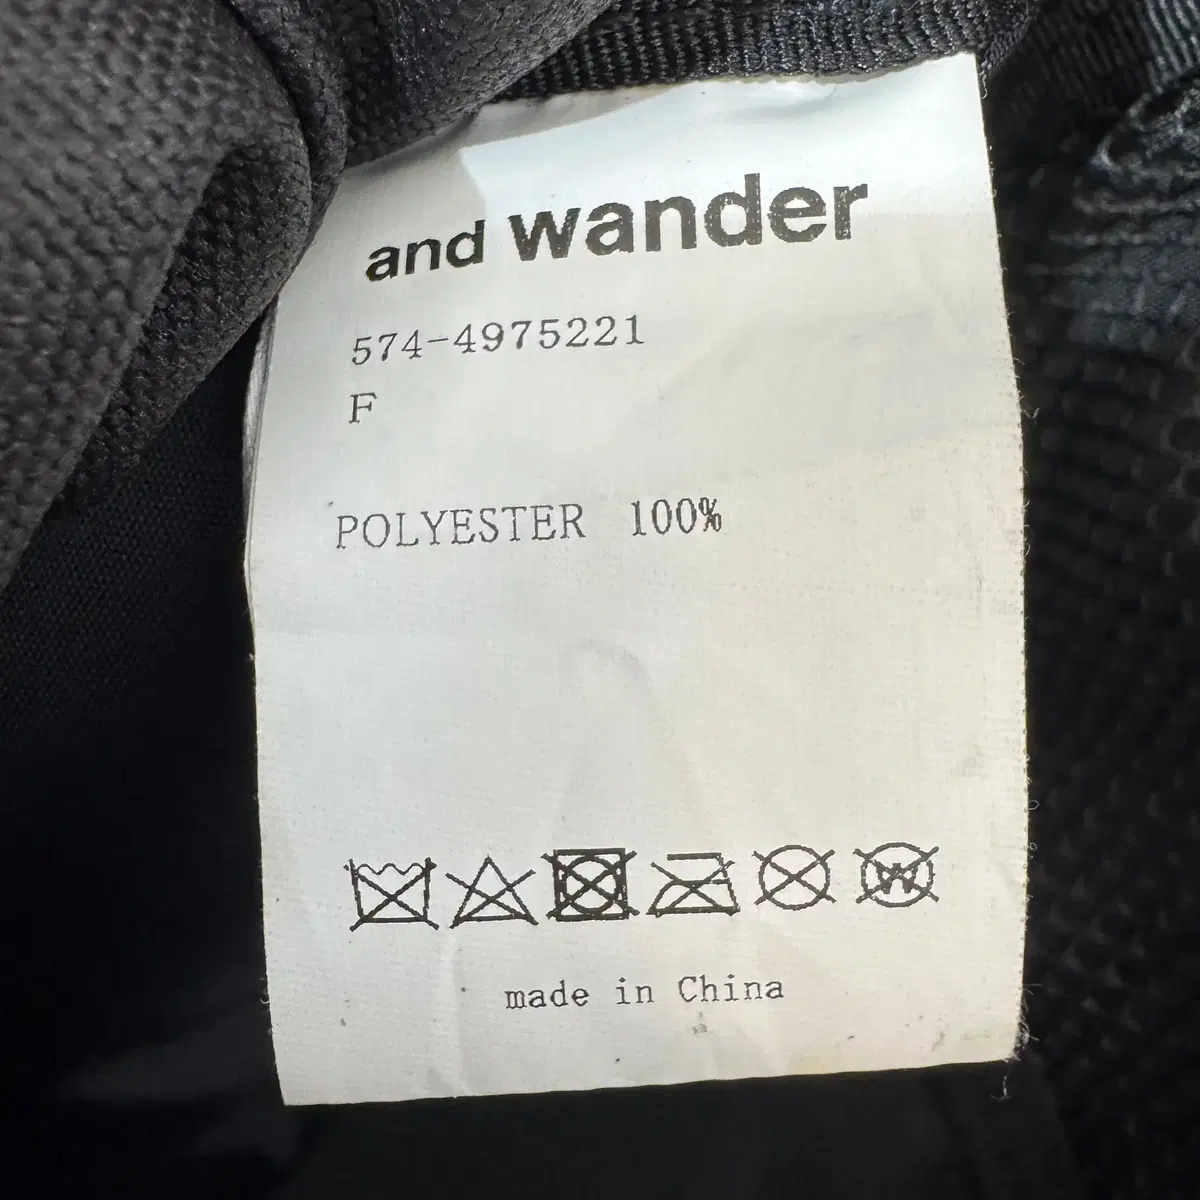 and wander
574-4975221
F
POLYESTER 100%
W
made in China